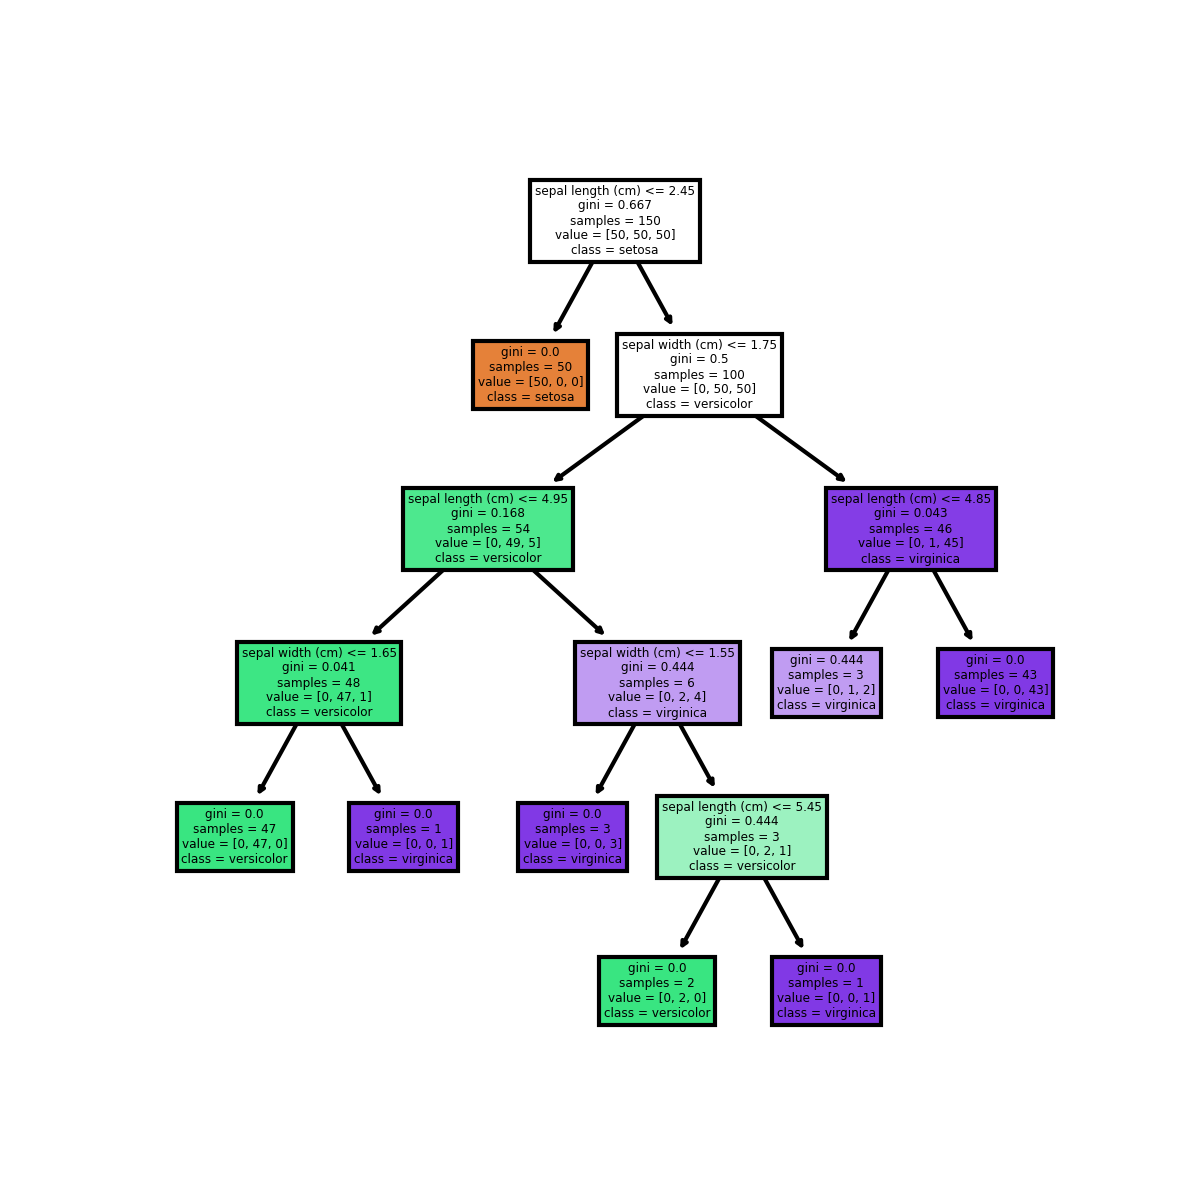 sepal length (cm) <= 2.45
gini = 0.667
samples = 150
value = [50, 50, 50]
class = setosa
gini = 0.0
samples = 50
value = [50, 0, 0]
class = setosa
sepal width (cm) <= 1.75
gini = 0.5
samples = 100
value = [0, 50, 50]
class = versicolor
sepal length (cm) <= 4.95
gini = 0.168
samples = 54
value = [0, 49, 5]
class = versicolor
sepal length (cm) <= 4.85
gini = 0.043
samples = 46
value = [0, 1, 45]
class = virginica
sepal width (cm) <= 1.65
gini = 0.041
samples = 48
value = [0, 47, 1]
class = versicolor
sepal width (cm) <= 1.55
gini = 0.444
samples = 6
value = [0, 2, 4]
class = virginica
gini = 0.444
samples = 3
value = [0, 1, 2]
class = virginica
gini = 0.0
samples = 43
value = [0, 0, 43]
class = virginica
gini = 0.0
samples = 47
value = [0, 47, 0]
class = versicolor
gini = 0.0
samples = 1
value = [0, 0, 1]
class = virginica
gini = 0.0
samples = 3
value = [0, 0, 3]
class = virginica
sepal length (cm) <= 5.45
gini = 0.444
samples = 3
value = [0, 2, 1]
class = versicolor
gini = 0.0
samples = 2
value = [0, 2, 0]
class = versicolor
gini = 0.0
samples = 1
value = [0, 0, 1]
class = virginica